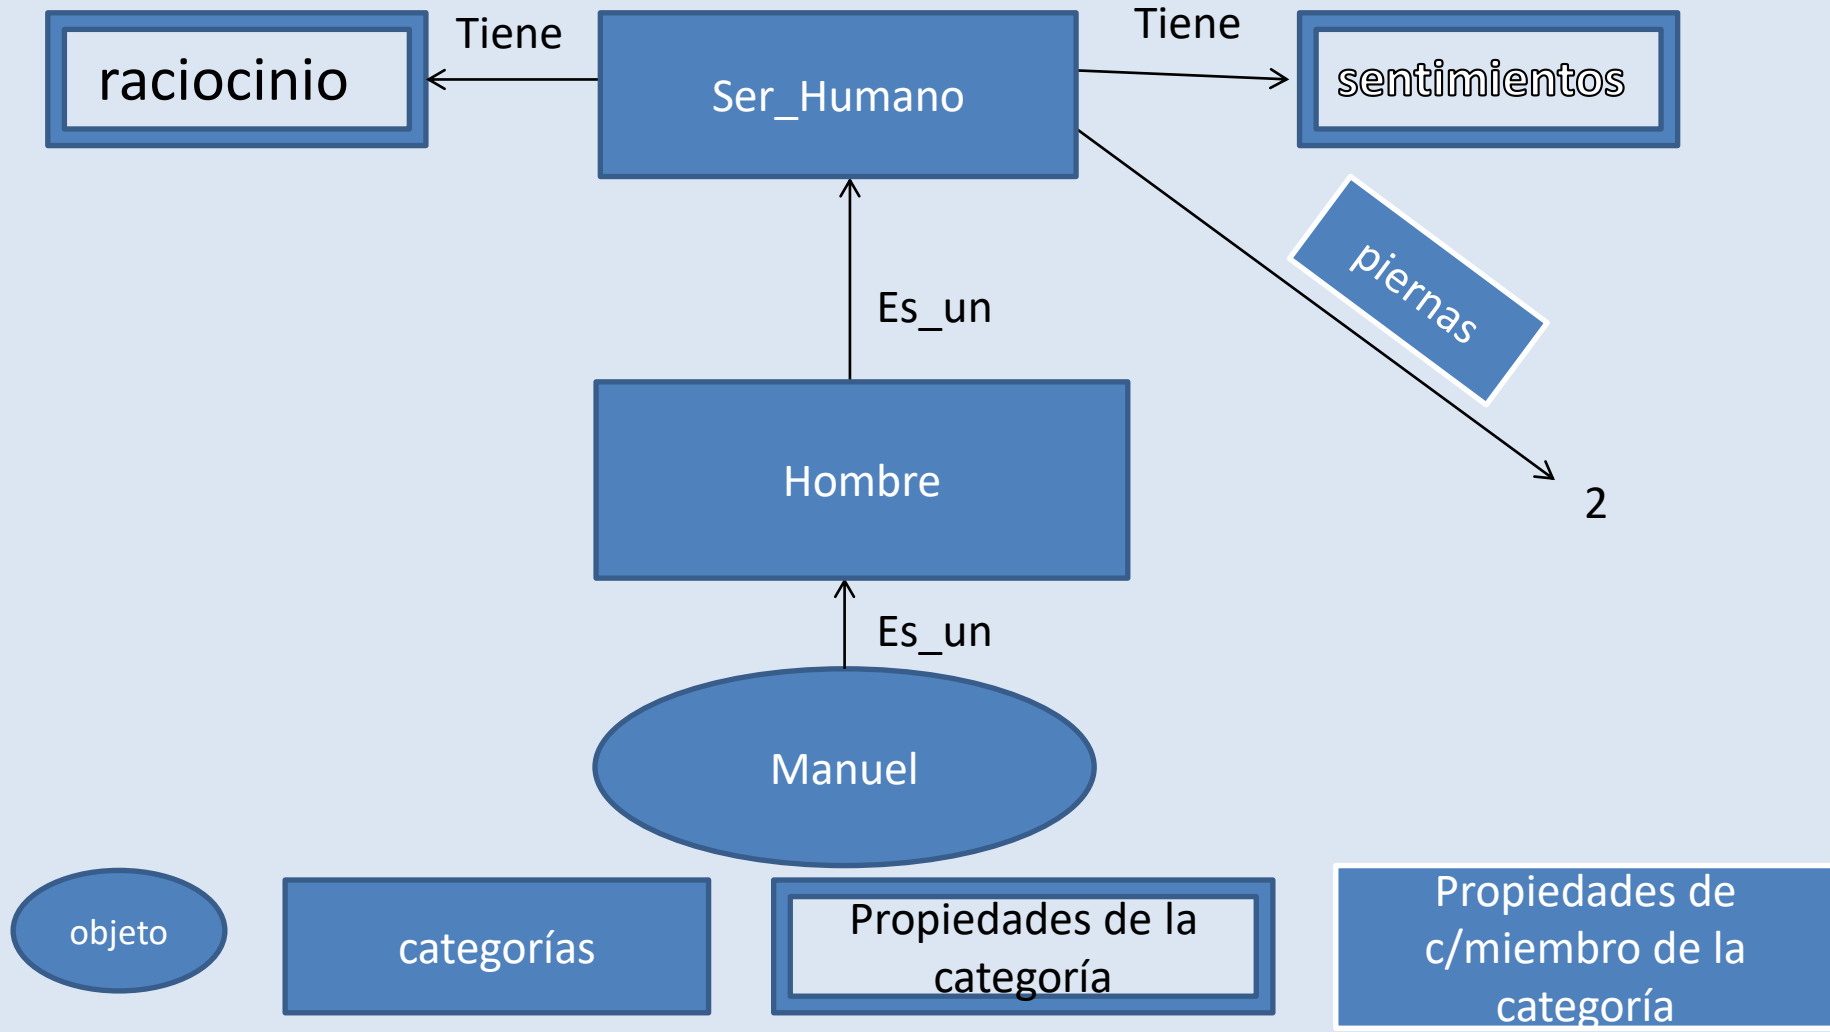 Tiene
Tiene
raciocinio
Ser_Humano
sentimientos
piernas
Es_un
Hombre
2
Es_un
Manuel
objeto
categorías
Propiedades de la
categoría
Propiedades de
c/miembro de la
categoría